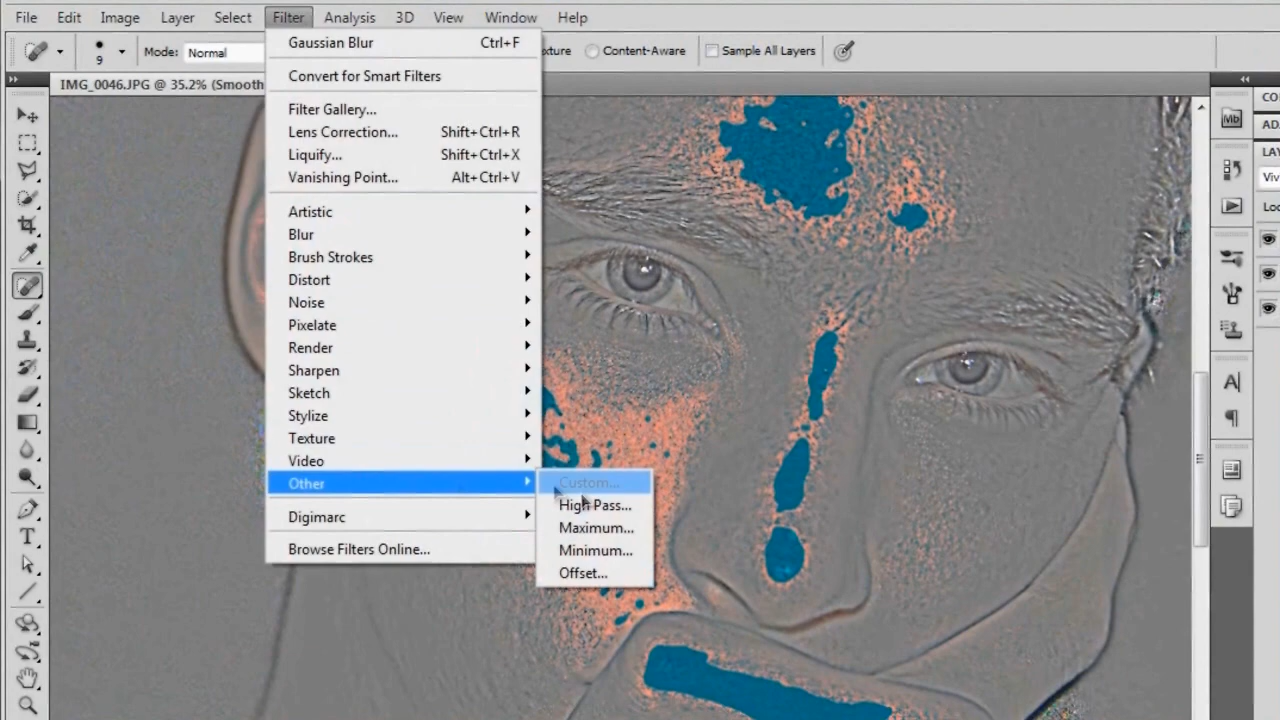 File Edit Image Layer Select Filter Analysis 3D View Window Help
9 Mode: Normal xture Content-Aware Sample All Layers
IMG_0046.JPG @ 35.2% (Smooth
Gaussian Blur Ctrl+F
Convert for Smart Filters
Filter Gallery...
Lens Correction... Shift+Ctrl+R
Liquify... Shift+Ctrl+X
Vanishing Point... Alt+Ctrl+V
Artistic
Blur
Brush Strokes
Distort
Noise
Pixelate
Render
Sharpen
Sketch
Stylize
Texture
Video
Other
Digimarc
Browse Filters Online...
Custom...
High Pass...
Maximum...
Minimum...
Offset...
Mb
CO
AD
LAY
Viv
Loc